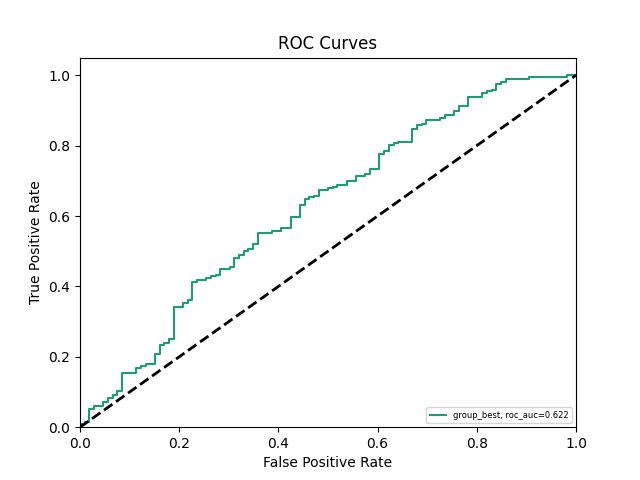 ROC Curves
1.0
0.8
0.6
0.4
0.2
0.0
True Positive Rate
0.0 0.2 0.4 0.6 0.8 1.0
False Positive Rate
group_best, roc_auc=0.622